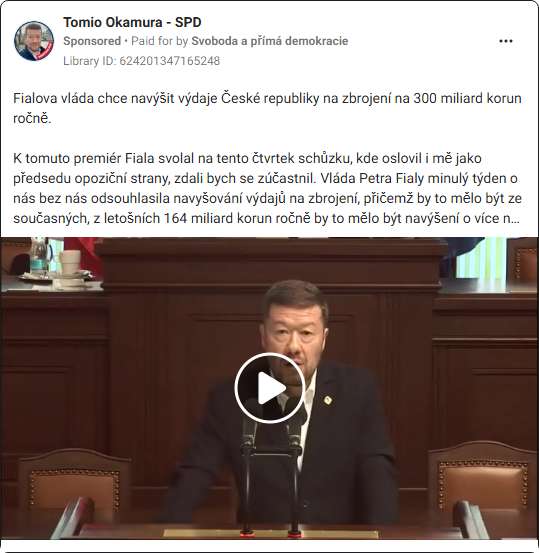 Tomio Okamura - SPD
Sponsored • Paid for by Svoboda a přímá demokracie
Library ID: 624201347165248
Fialova vláda chce navýšit výdaje České republiky na zbrojení na 300 miliard korun
ročně.
K tomuto premiér Fiala svolal na tento čtvrtek schůzku, kde oslovil i mě jako
předsedu opoziční strany, zdali bych se zúčastnil. Vláda Petra Fialy minulý týden o
nás bez nás odsouhlasila navyšování výdajů na zbrojení, přičemž by to mělo být ze
současných, z letošních 164 miliard korun ročně by to mělo být navýšení o více n...